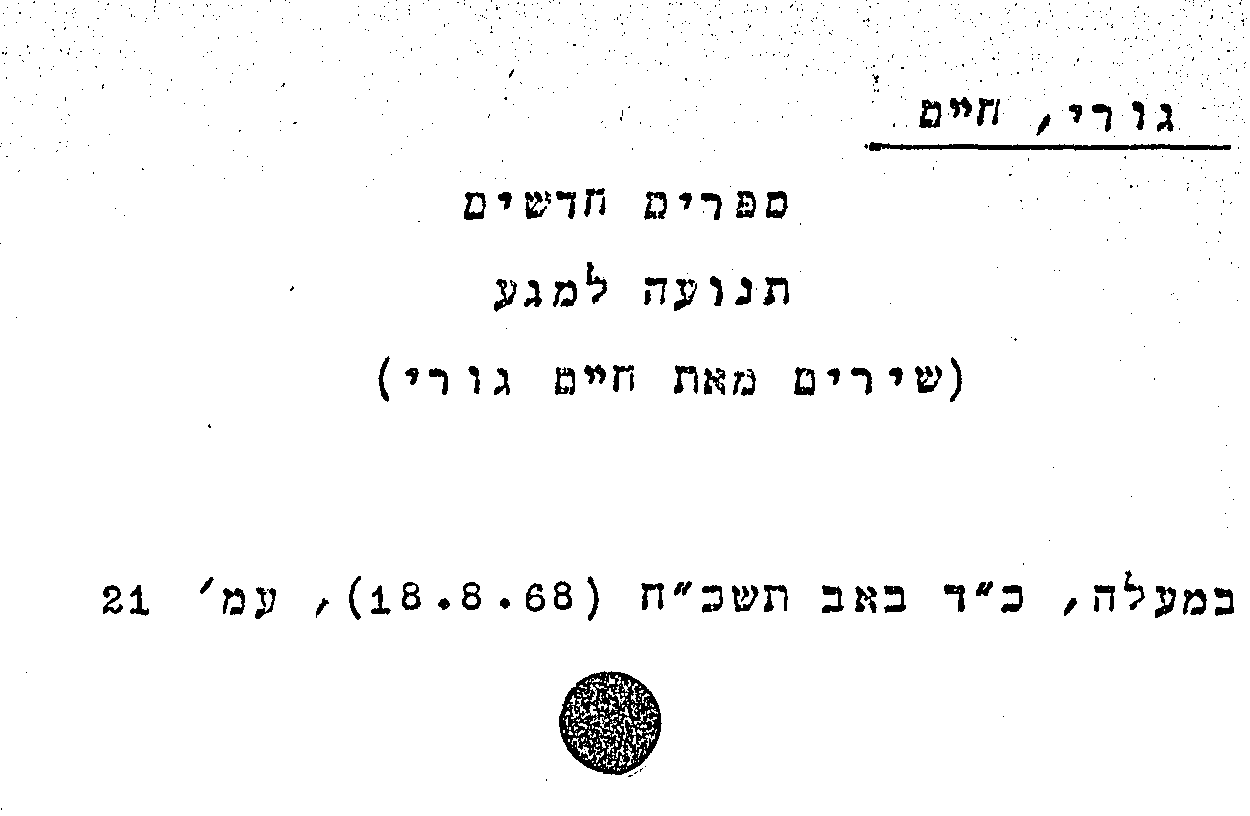 גורי, חיים
ספרים חדשים
תנועה למגע
(שירים מאת חיים גורי)
במעלה, כ"ד באב תשכ"ח (18.8.68), עמ' 21